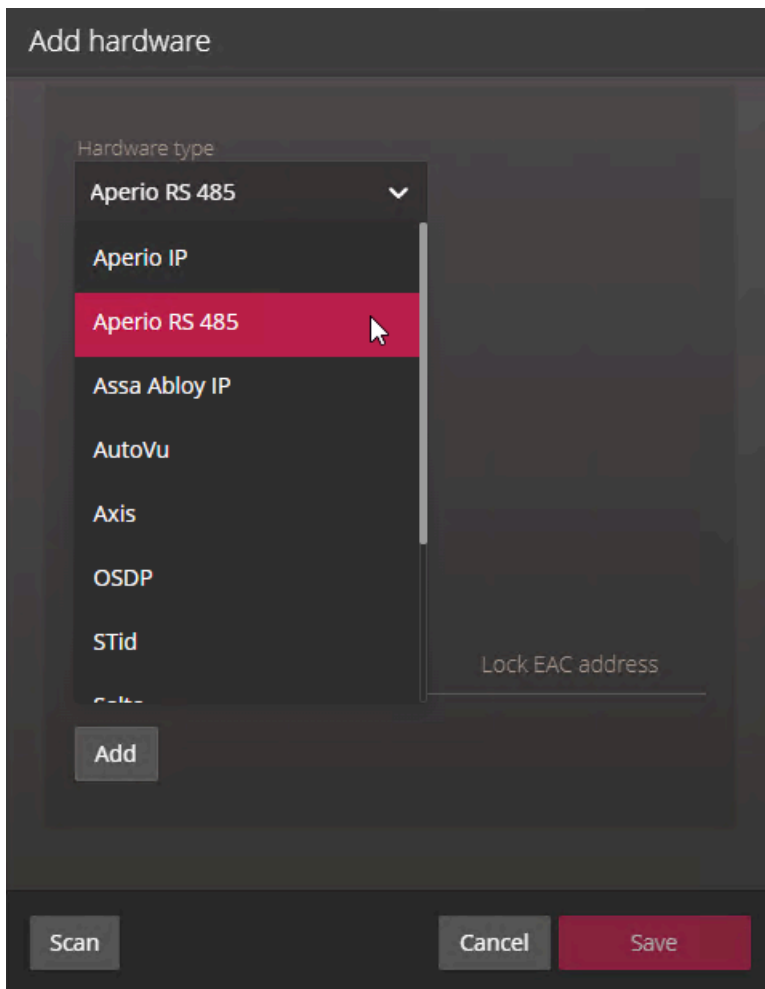 Add hardware
Hardware type
Aperio RS 485
Aperio IP
Aperio RS 485
Assa Abloy IP
AutoVu
Axis
OSDP
STid
Lock EAC address
Add
Scan
Cancel
Save